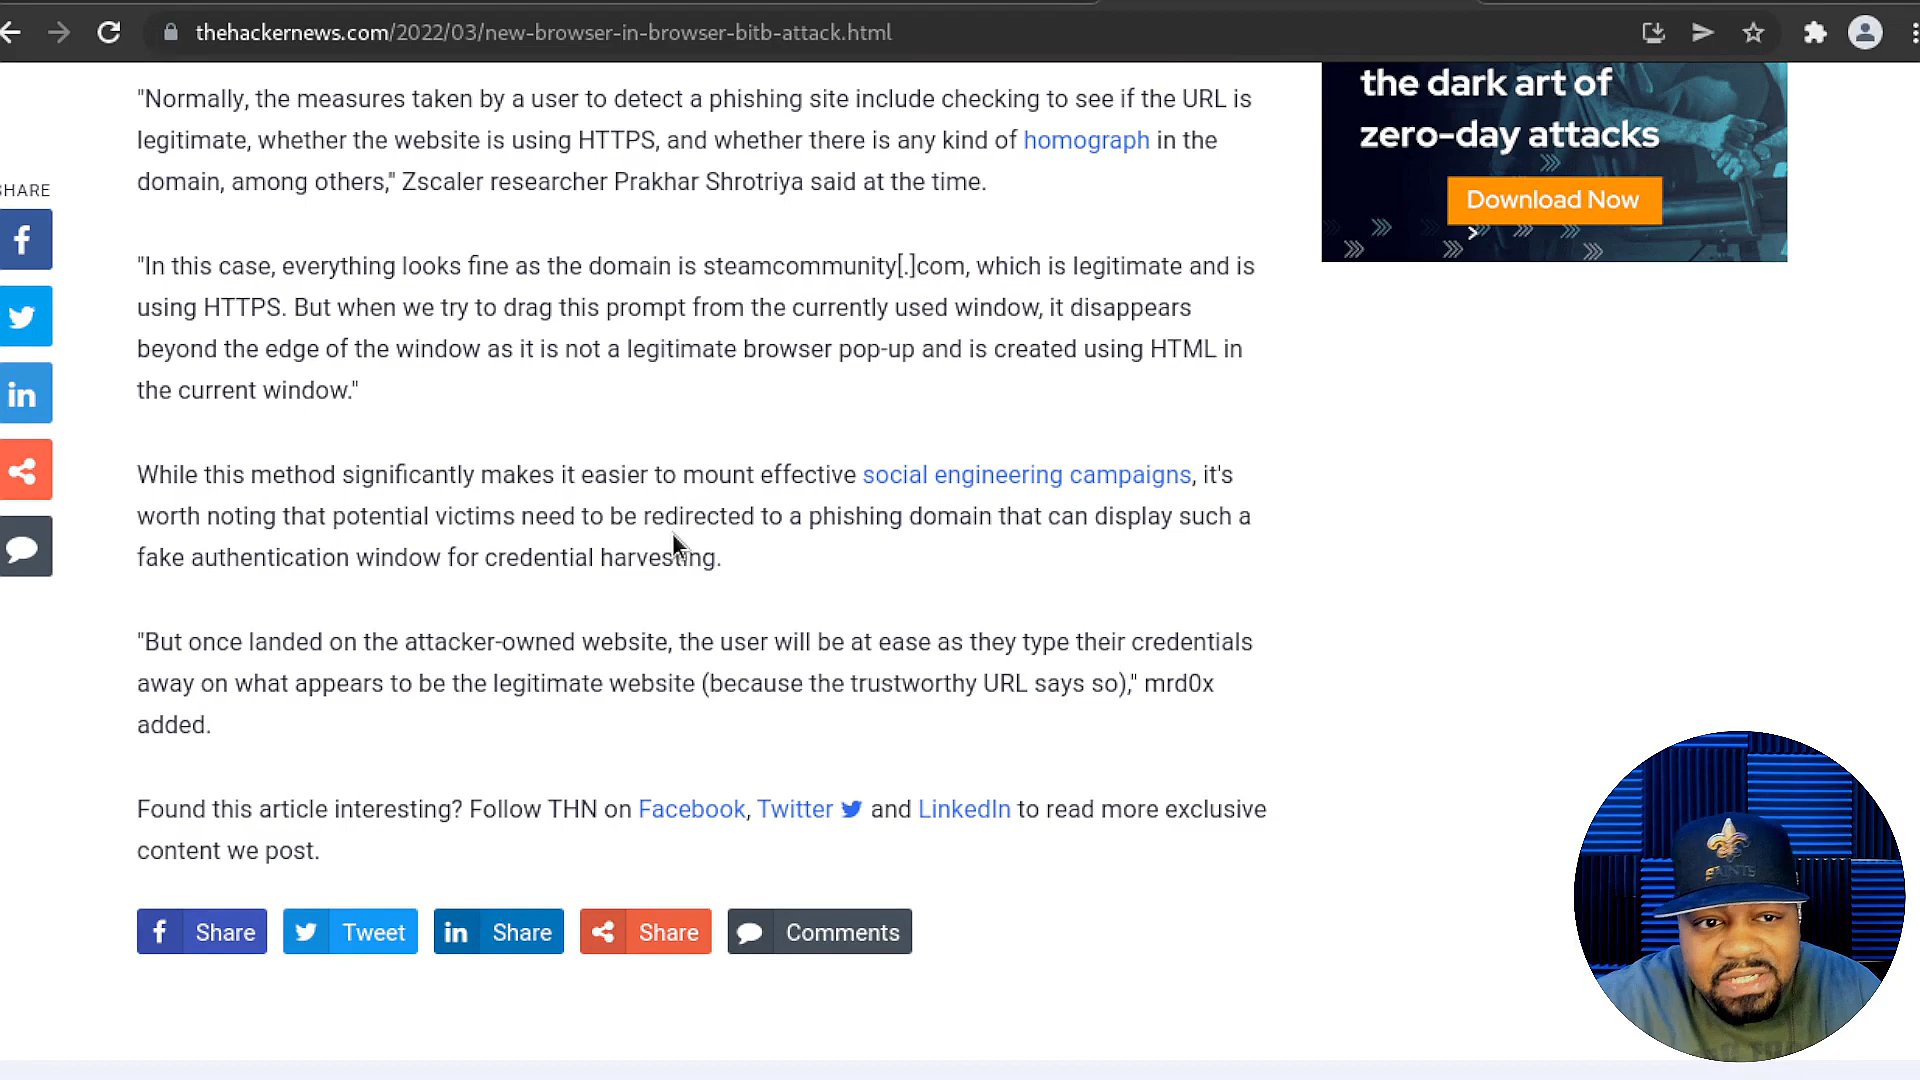 thehackernews.com/2022/03/new-browser-in-browser-bitb-attack.html
"Normally, the measures taken by a user to detect a phishing site include checking to see if the URL is
legitimate, whether the website is using HTTPS, and whether there is any kind of homograph in the
domain, among others," Zscaler researcher Prakhar Shrotriya said at the time.
"In this case, everything looks fine as the domain is steamcommunity[.]com, which is legitimate and is
using HTTPS. But when we try to drag this prompt from the currently used window, it disappears
beyond the edge of the window as it is not a legitimate browser pop-up and is created using HTML in
the current window."
While this method significantly makes it easier to mount effective social engineering campaigns, it's
worth noting that potential victims need to be redirected to a phishing domain that can display such a
fake authentication window for credential harvesting.
"But once landed on the attacker-owned website, the user will be at ease as they type their credentials
away on what appears to be the legitimate website (because the trustworthy URL says so)," mrd0x
added.
Found this article interesting? Follow THN on Facebook, Twitter and LinkedIn to read more exclusive
content we post.
Share
Tweet
Share
Share
Comments
SHARE
the dark art of
zero-day attacks
Download Now
SAINTS